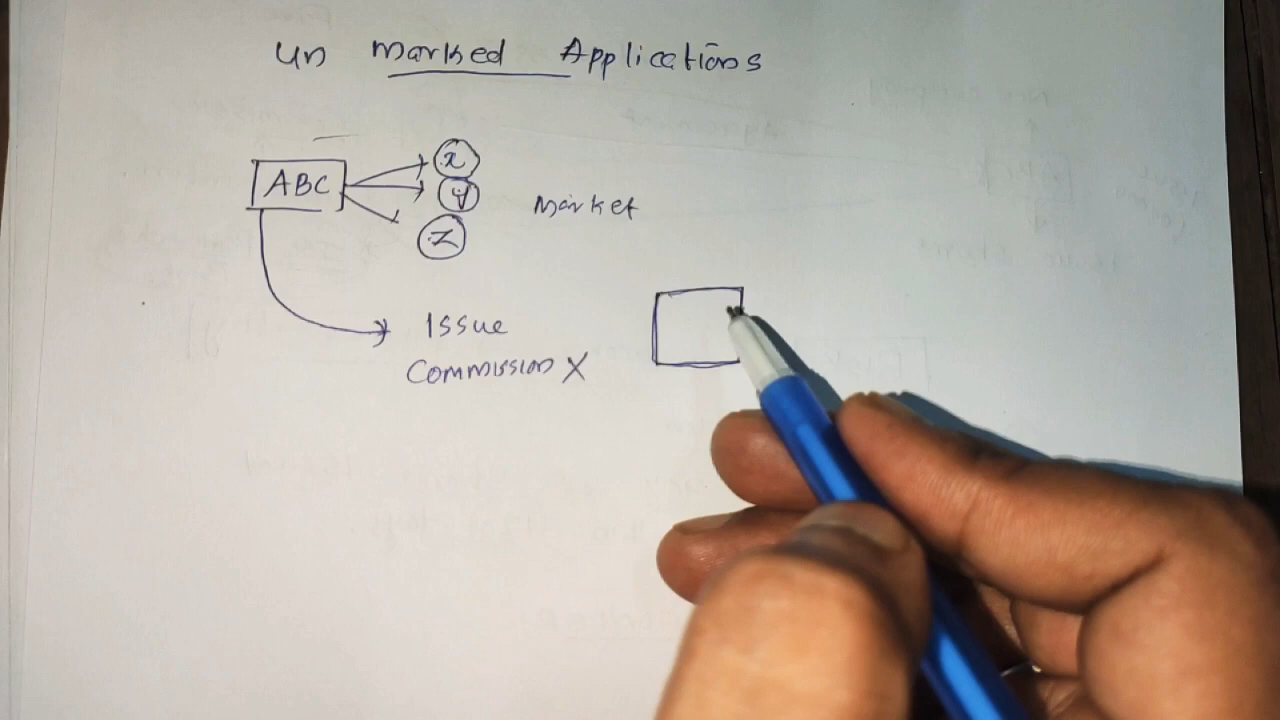 Un Marked Applications
ABC
x
y
Z
Market
Issue
Commission X